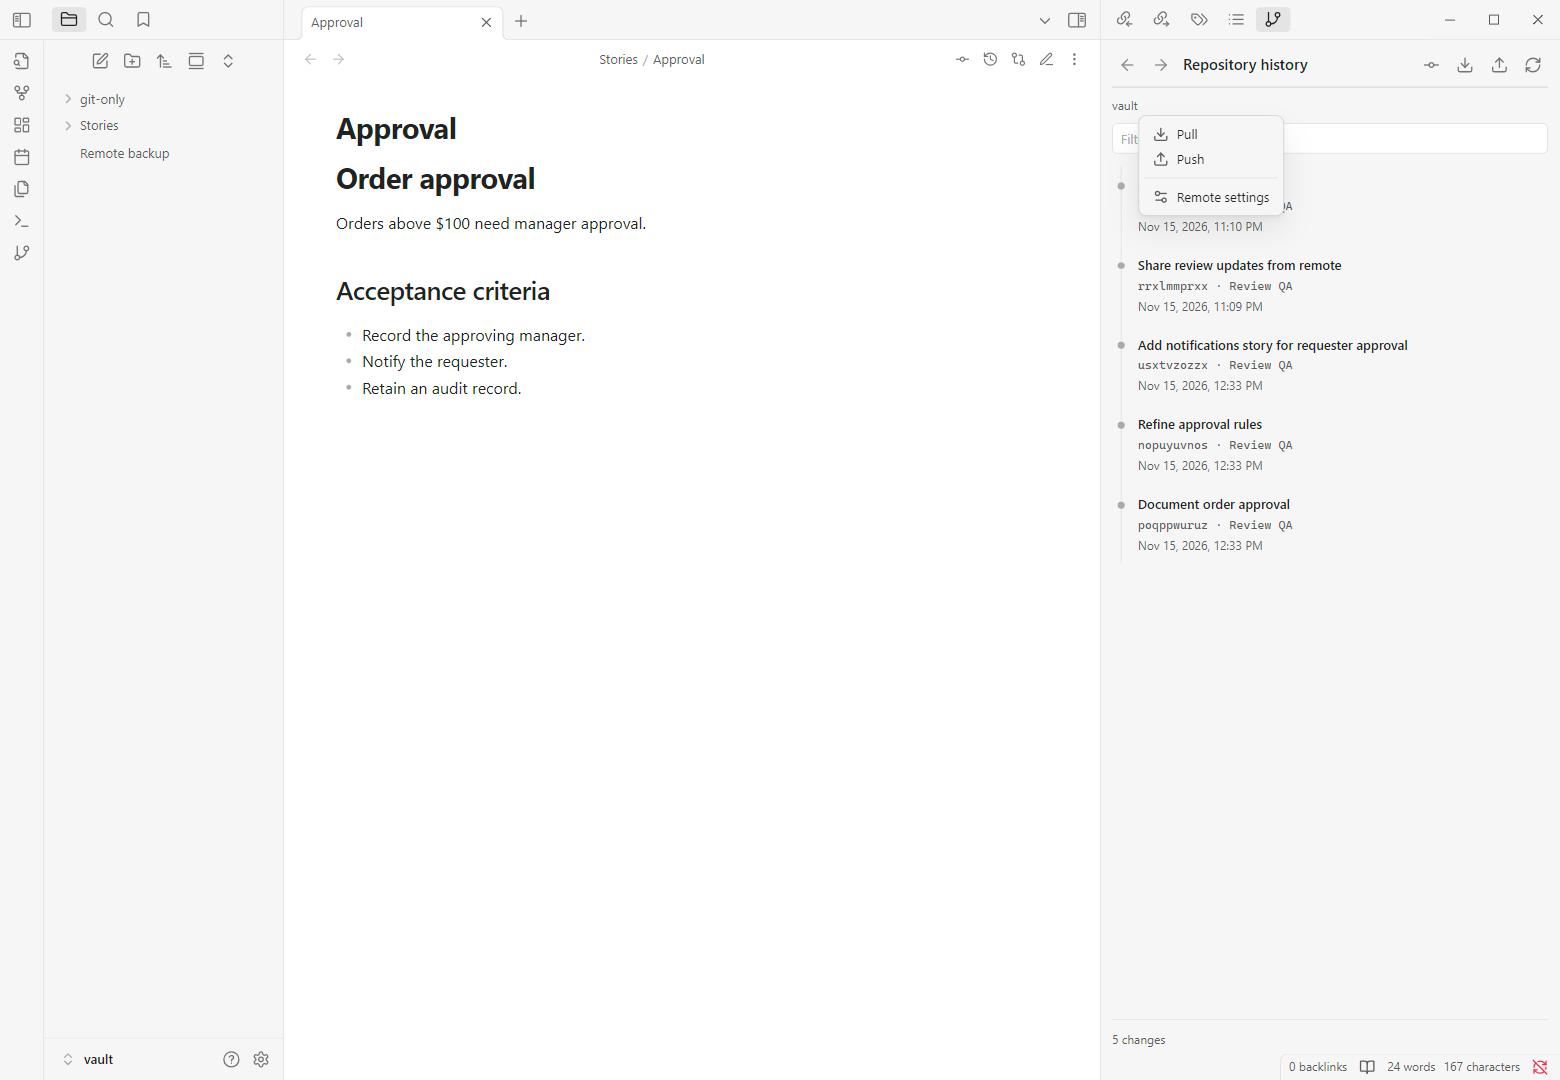 Approval
Stories / Approval
git-only
Stories
Remote backup
vault
Approval
Order approval
Orders above $100 need manager approval.
Acceptance criteria
Record the approving manager.
Notify the requester.
Retain an audit record.
Repository history
vault
Pull
Push
Remote settings
QA
Nov 15, 2026, 11:10 PM
Share review updates from remote
rrxlmmprxx · Review QA
Nov 15, 2026, 11:09 PM
Add notifications story for requester approval
usxtvzozzx · Review QA
Nov 15, 2026, 12:33 PM
Refine approval rules
nopuyuvnos · Review QA
Nov 15, 2026, 12:33 PM
Document order approval
poqppwuruz · Review QA
Nov 15, 2026, 12:33 PM
5 changes
0 backlinks 24 words 167 characters